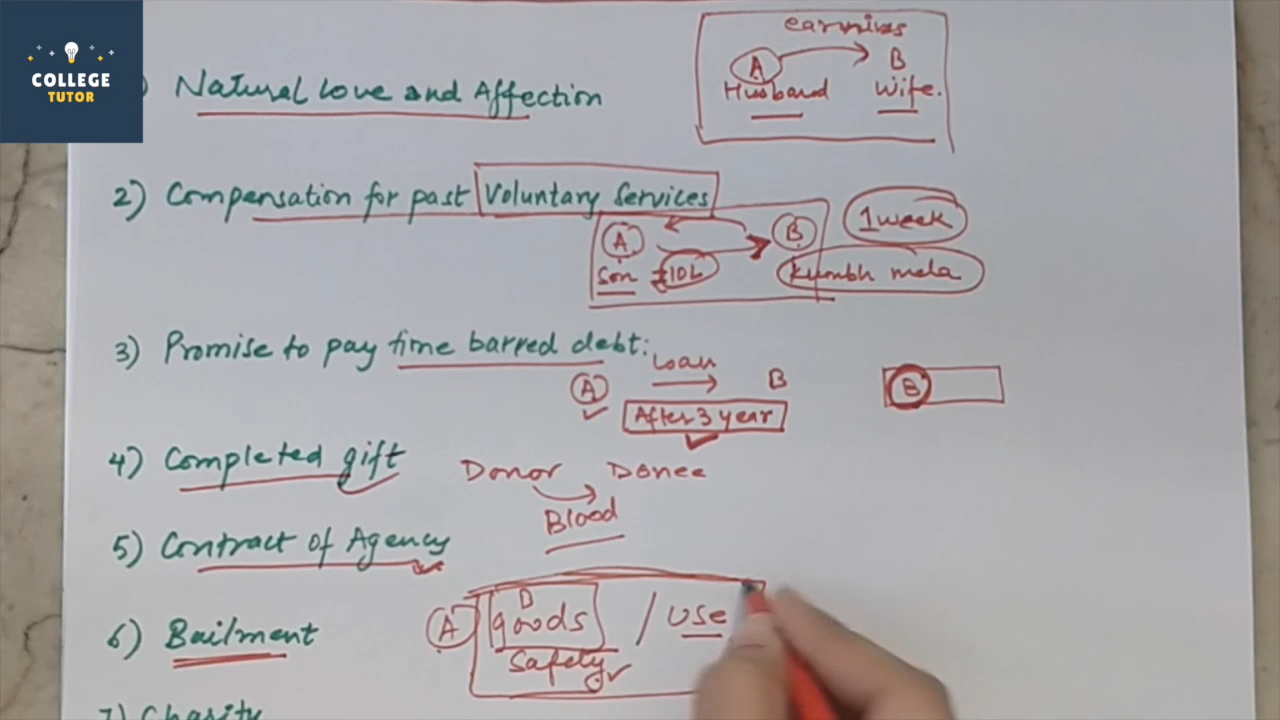 COLLEGE
TUTOR
earnings
A → B
Husband Wife.
) Natural Love and Affection
2) Compensation for past Voluntary Services
1 week
A B
Son ₹10L
Kumbh mela
3) Promise to pay time barred debt:
Loan
A → B
After 3 year
B
4) Completed gift
Donor Donee
Blood
5) Contract of Agency
6) Bailment
A goods / use
Safety
7) Charity